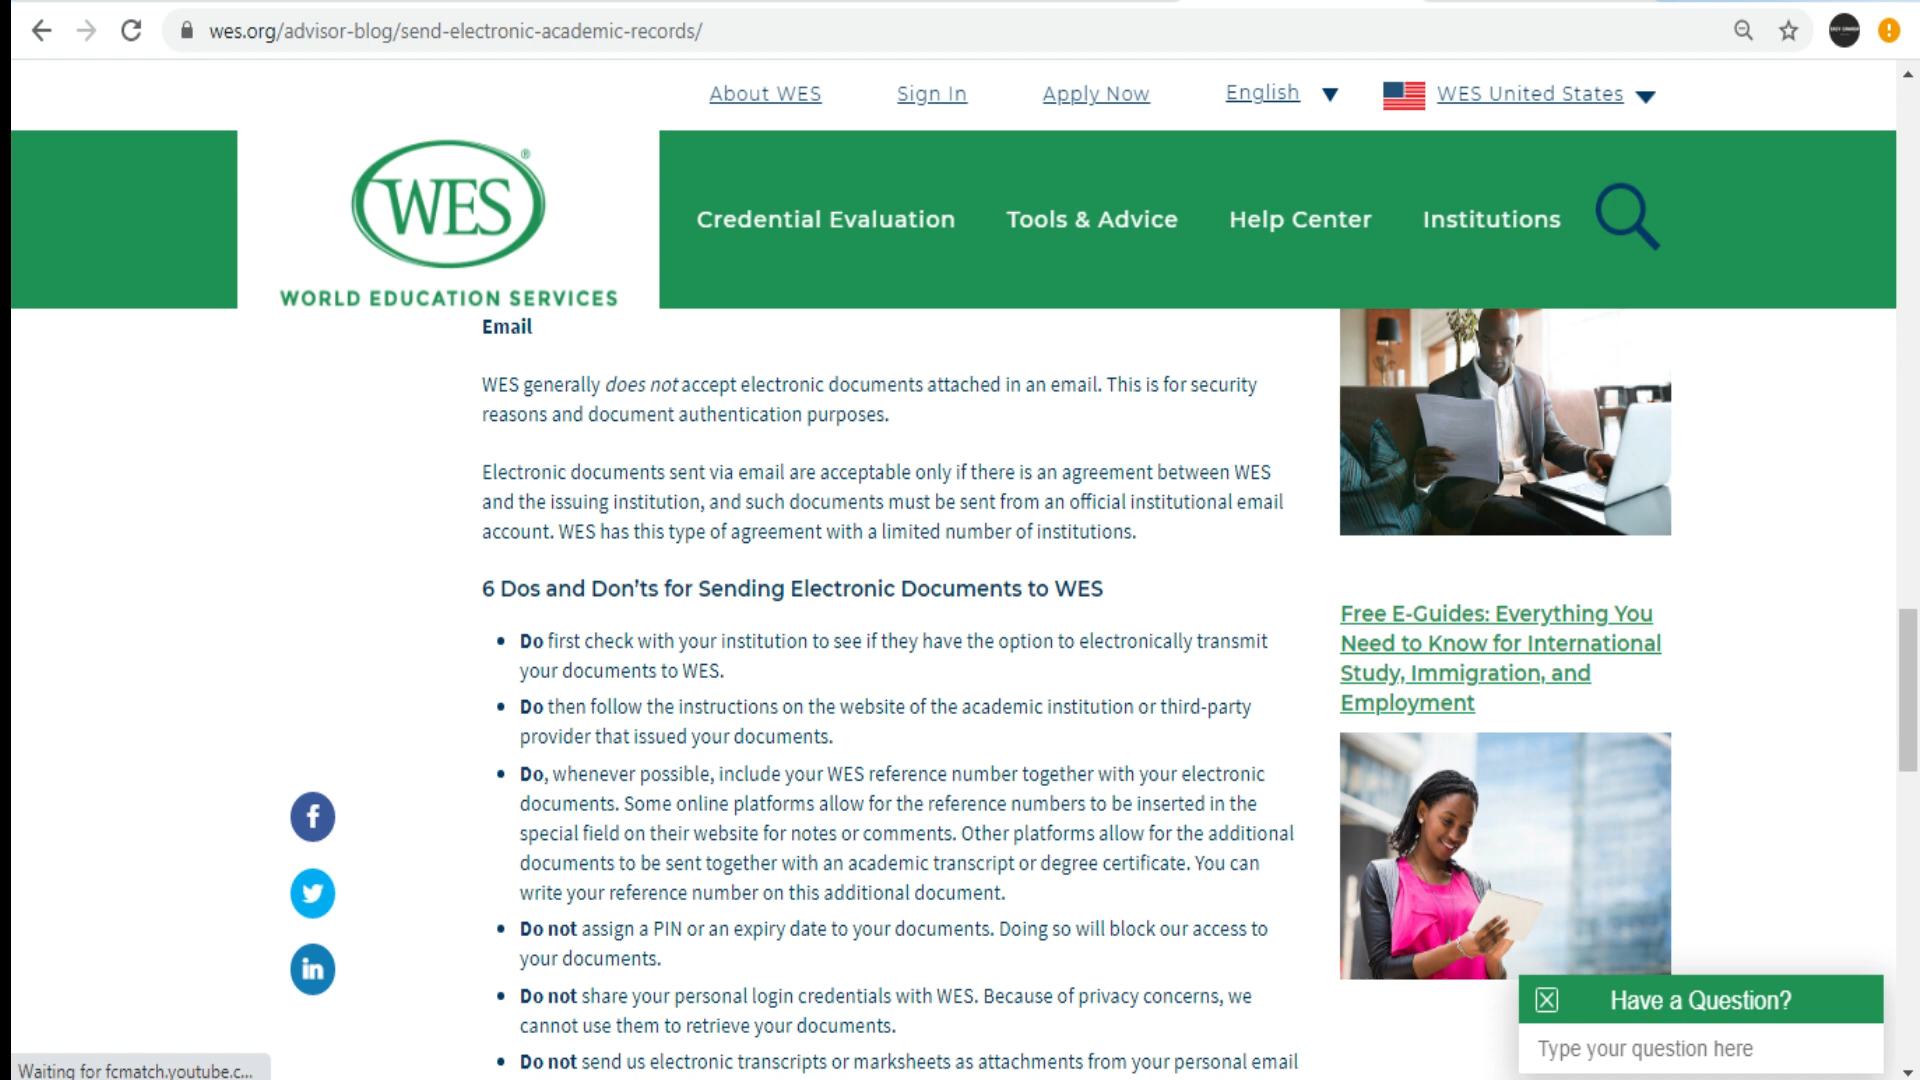 wes.org/advisor-blog/send-electronic-academic-records/
About WES
Sign In
Apply Now
English
WES United States
WES
®
WORLD EDUCATION SERVICES
Credential Evaluation
Tools & Advice
Help Center
Institutions
Email
WES generally does not accept electronic documents attached in an email. This is for security
reasons and document authentication purposes.
Electronic documents sent via email are acceptable only if there is an agreement between WES
and the issuing institution, and such documents must be sent from an official institutional email
account. WES has this type of agreement with a limited number of institutions.
6 Dos and Don'ts for Sending Electronic Documents to WES
Do first check with your institution to see if they have the option to electronically transmit
your documents to WES.
Do then follow the instructions on the website of the academic institution or third-party
provider that issued your documents.
Do, whenever possible, include your WES reference number together with your electronic
documents. Some online platforms allow for the reference numbers to be inserted in the
special field on their website for notes or comments. Other platforms allow for the additional
documents to be sent together with an academic transcript or degree certificate. You can
write your reference number on this additional document.
Do not assign a PIN or an expiry date to your documents. Doing so will block our access to
your documents.
Do not share your personal login credentials with WES. Because of privacy concerns, we
cannot use them to retrieve your documents.
Do not send us electronic transcripts or marksheets as attachments from your personal email
Free E-Guides: Everything You
Need to Know for International
Study, Immigration, and
Employment
Have a Question?
Type your question here
Waiting for fcmatch.youtube.c...